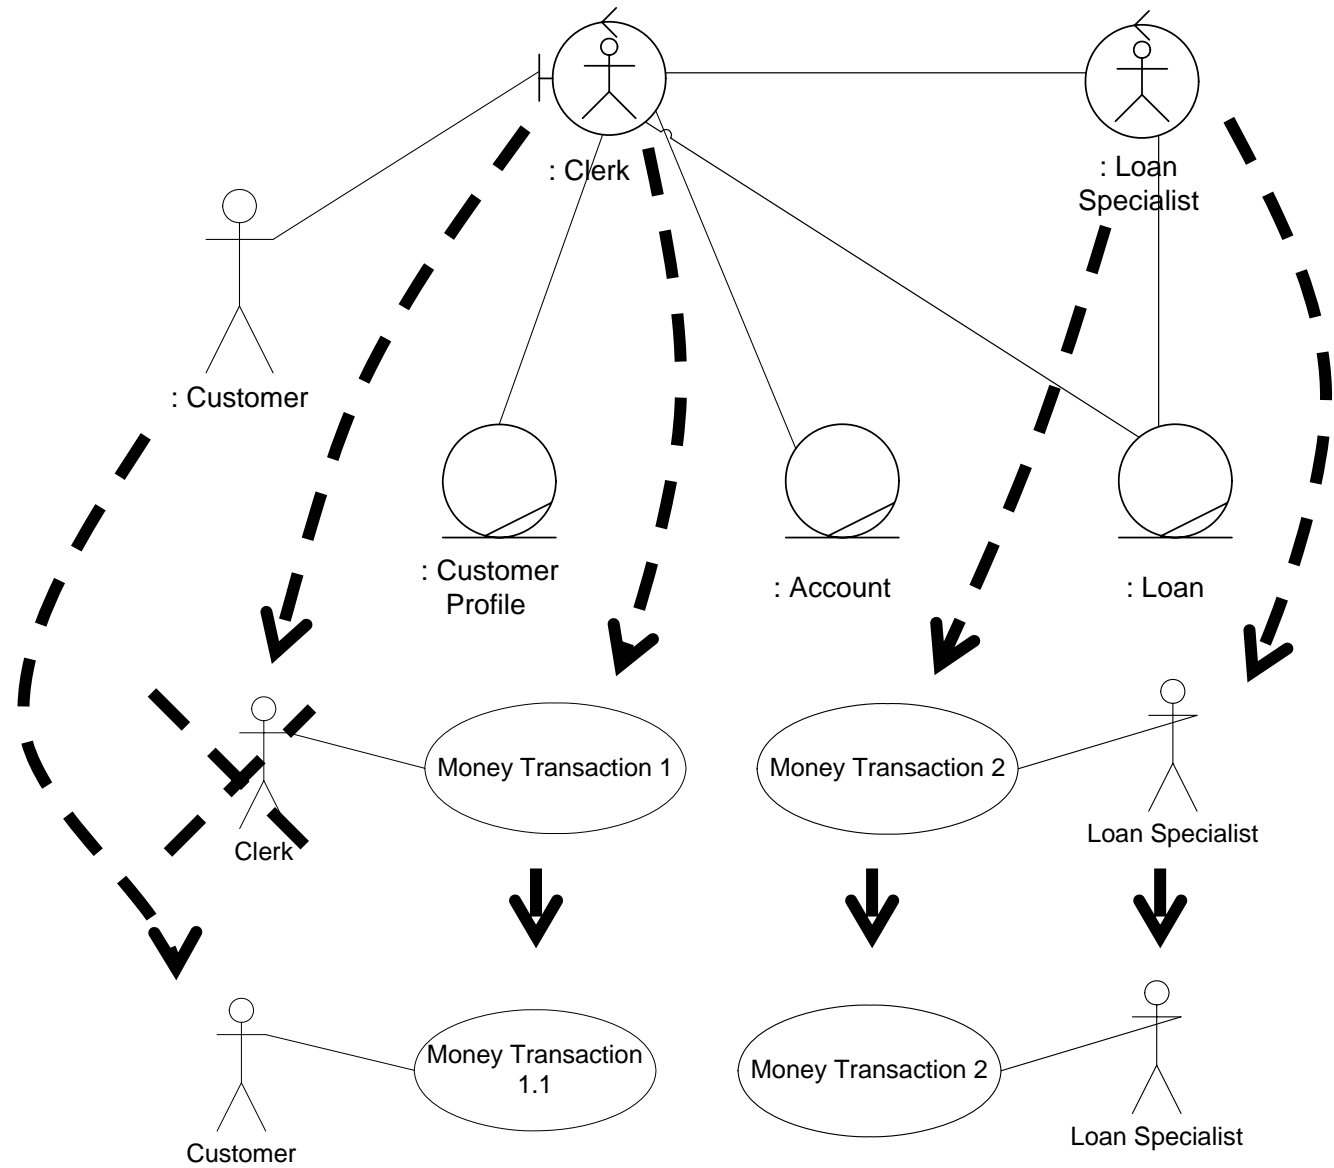 : Clerk
: Loan
Specialist
: Customer
: Customer
Profile
: Account
: Loan
Money Transaction 1
Money Transaction 2
Clerk
Loan Specialist
Money Transaction
1.1
Money Transaction 2
Customer
Loan Specialist